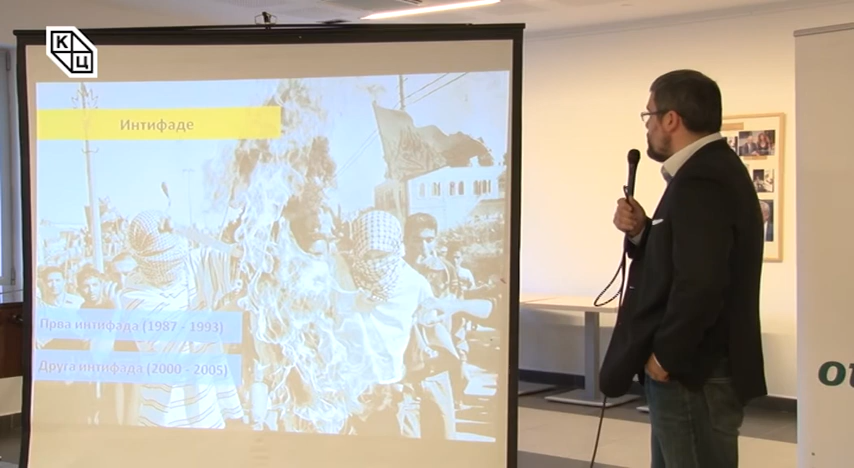 КЦ
Интифаде
Прва интифада (1987 - 1993)
Друга интифада (2000 - 2005)